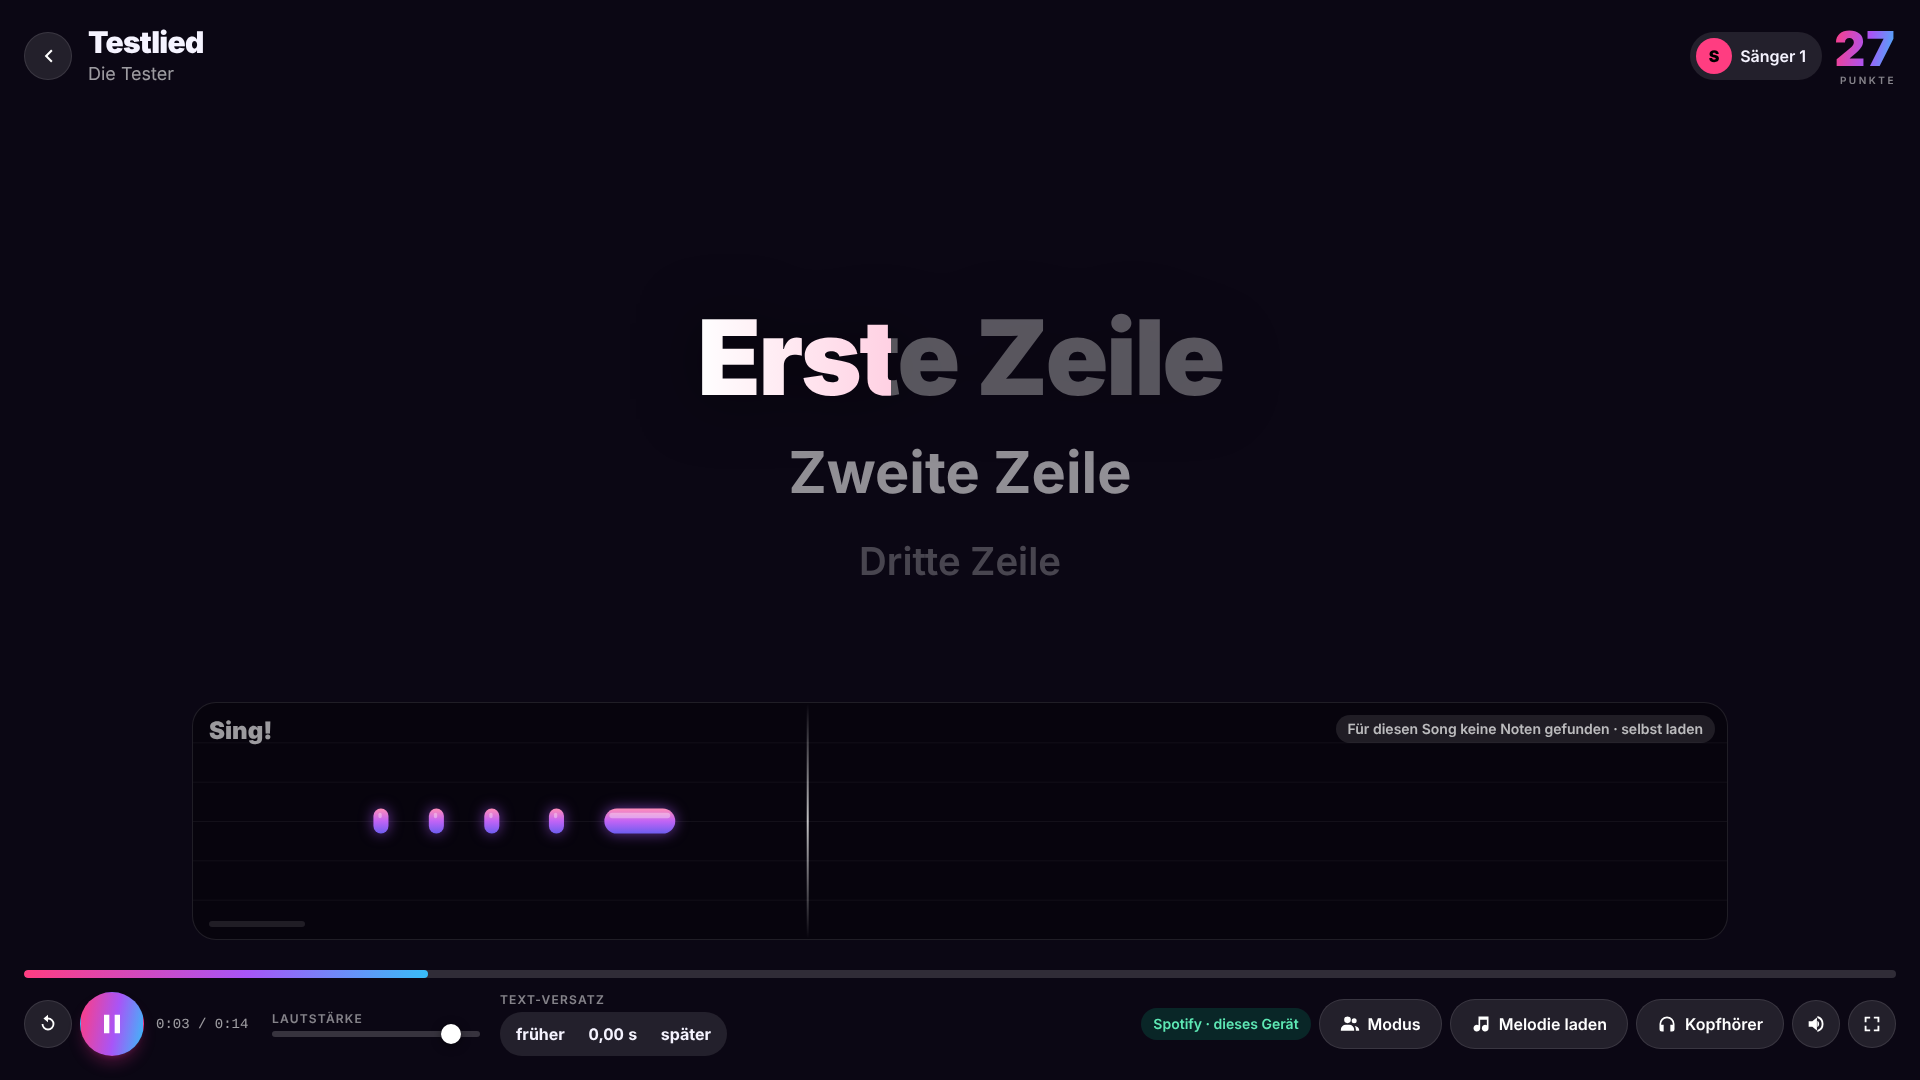 Testlied
Die Tester
S
Sänger 1
27
PUNKTE
Erste Zeile
Zweite Zeile
Dritte Zeile
Sing!
Für diesen Song keine Noten gefunden · selbst laden
0:03 / 0:14
LAUTSTÄRKE
TEXT-VERSATZ
früher 0,00 s später
Spotify · dieses Gerät
Modus
Melodie laden
Kopfhörer